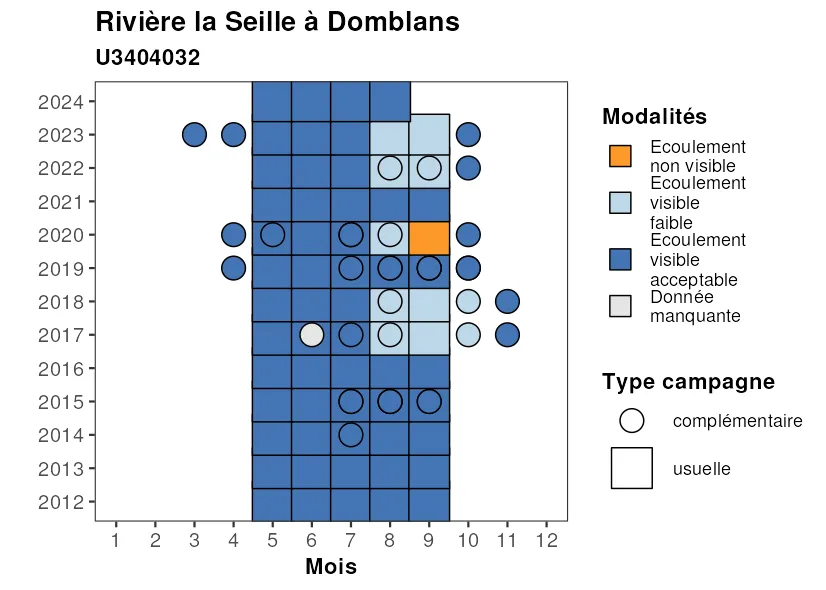 Rivière la Seille à Domblans
U3404032
2024
2023
2022
2021
2020
2019
2018
2017
2016
2015
2014
2013
2012
1 2 3 4 5 6 7 8 9 10 11 12
Mois
Modalités
Ecoulement
non visible
Ecoulement
visible
faible
Ecoulement
visible
acceptable
Donnée
manquante
Type campagne
complémentaire
usuelle